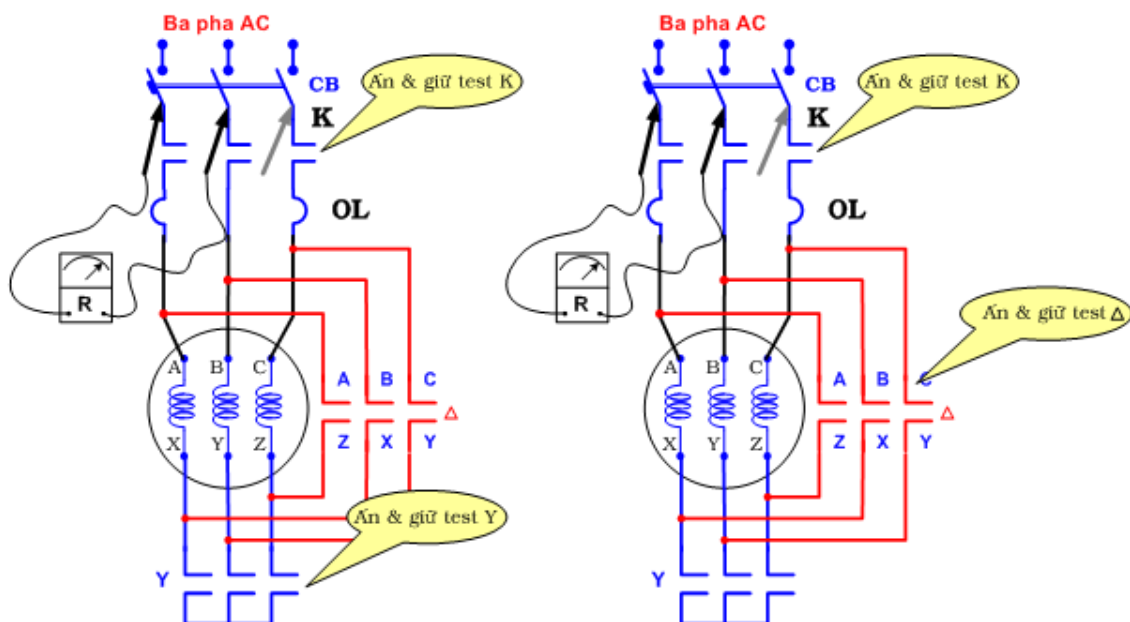 Ba pha AC
CB
Ấn & giữ test K
K
OL
R
A B C
X Y Z
A B C
Δ
Z X Y
Ấn & giữ test Y
Y
Ba pha AC
CB
Ấn & giữ test K
K
OL
R
Ấn & giữ test Δ
A B C
X Y Z
A B C
Δ
Z X Y
Y